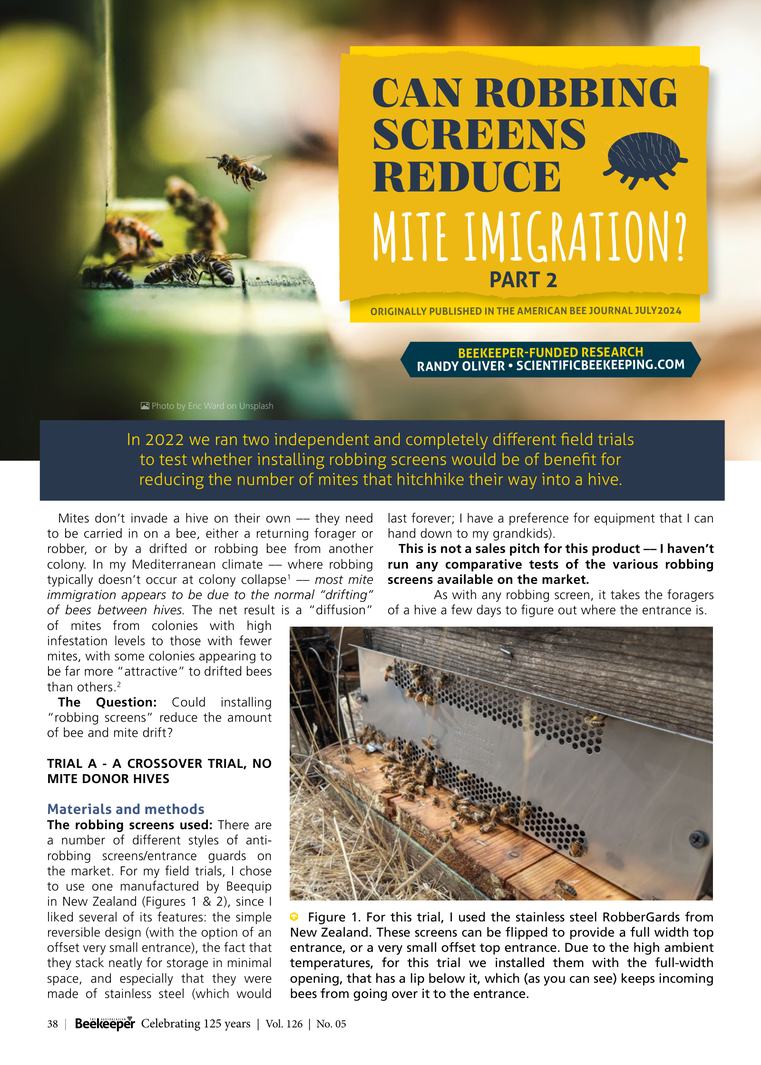 CAN ROBBING
SCREENS
REDUCE
MITE IMIGRATION?
PART 2
ORIGINALLY PUBLISHED IN THE AMERICAN BEE JOURNAL JULY2024
BEEKEEPER-FUNDED RESEARCH
RANDY OLIVER • SCIENTIFICBEEKEEPING.COM
Photo by Eric Ward on Unsplash
In 2022 we ran two independent and completely different field trials
to test whether installing robbing screens would be of benefit for
reducing the number of mites that hitchhike their way into a hive.
Mites don’t invade a hive on their own — they need
to be carried in on a bee, either a returning forager or
robber, or by a drifted or robbing bee from another
colony. In my Mediterranean climate — where robbing
typically doesn’t occur at colony collapse¹ — most mite
immigration appears to be due to the normal “drifting”
of bees between hives. The net result is a “diffusion”
of mites from colonies with high
infestation levels to those with fewer
mites, with some colonies appearing to
be far more “attractive” to drifted bees
than others.²
The Question: Could installing
“robbing screens” reduce the amount
of bee and mite drift?
TRIAL A - A CROSSOVER TRIAL, NO
MITE DONOR HIVES
Materials and methods
The robbing screens used: There are
a number of different styles of anti-
robbing screens/entrance guards on
the market. For my field trials, I chose
to use one manufactured by Beequip
in New Zealand (Figures 1 & 2), since I
liked several of its features: the simple
reversible design (with the option of an
offset very small entrance), the fact that
they stack neatly for storage in minimal
space, and especially that they were
made of stainless steel (which would
last forever; I have a preference for equipment that I can
hand down to my grandkids).
This is not a sales pitch for this product — I haven’t
run any comparative tests of the various robbing
screens available on the market.
As with any robbing screen, it takes the foragers
of a hive a few days to figure out where the entrance is.
Figure 1. For this trial, I used the stainless steel RobberGards from
New Zealand. These screens can be flipped to provide a full width top
entrance, or a very small offset top entrance. Due to the high ambient
temperatures, for this trial we installed them with the full-width
opening, that has a lip below it, which (as you can see) keeps incoming
bees from going over it to the entrance.
38 | Beekeeper Celebrating 125 years | Vol. 126 | No. 05